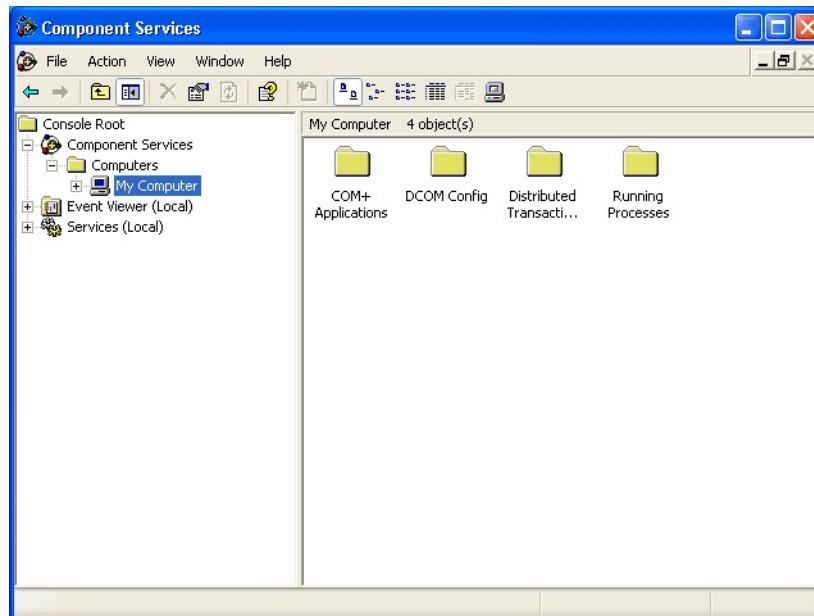 Component Services
File Action View Window Help
Console Root
Component Services
Computers
My Computer
Event Viewer (Local)
Services (Local)
My Computer 4 object(s)
COM+
Applications
DCOM Config
Distributed
Transacti...
Running
Processes